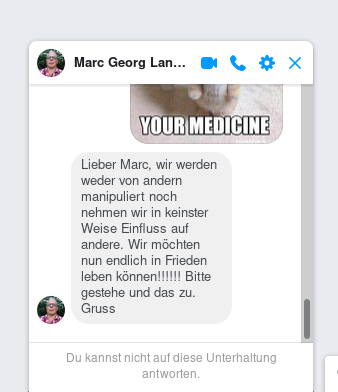 Marc Georg Lan...
YOUR MEDICINE
Lieber Marc, wir werden
weder von andern
manipuliert noch
nehmen wir in keinster
Weise Einfluss auf
andere. Wir möchten
nun endlich in Frieden
leben können!!!!!! Bitte
gestehe und das zu.
Gruss
Du kannst nicht auf diese Unterhaltung
antworten.